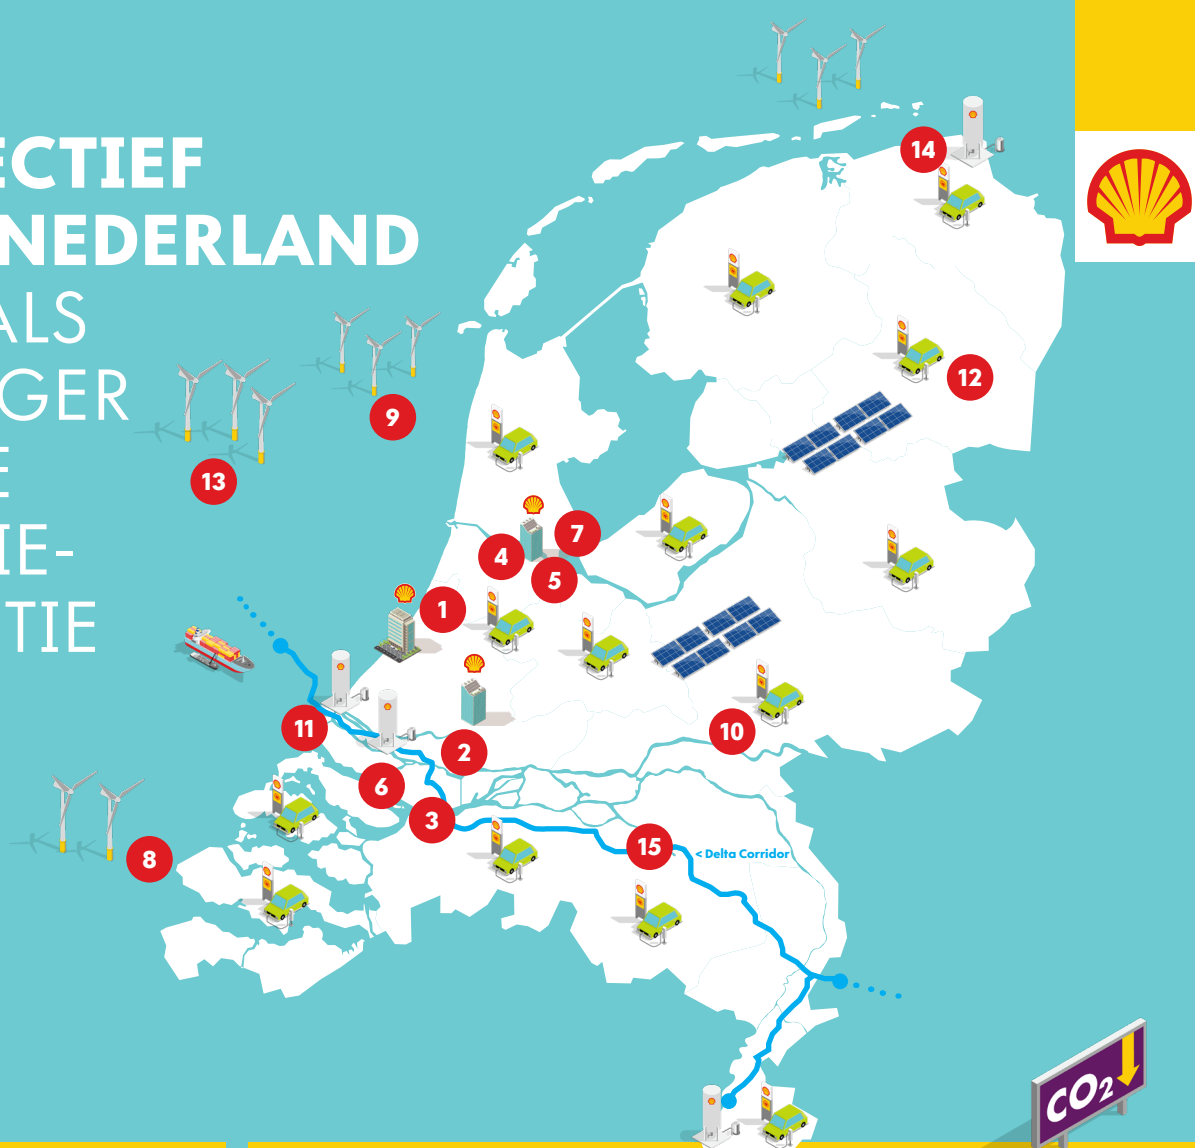 ECTIEF
NEDERLAND
ALS
GER
E
IE-
TIE
14
12
9
13
7
4
5
1
11
2
10
6
3
15
< Delta Corridor
8
CO2